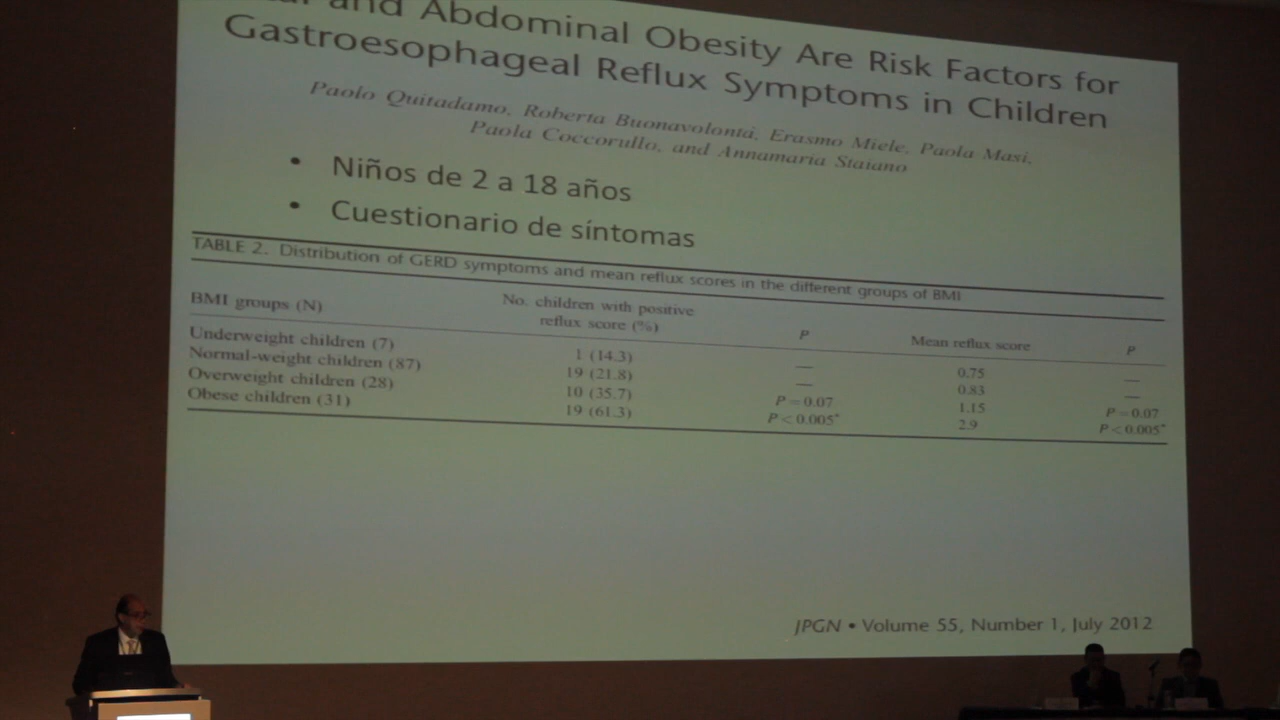 and Abdominal Obesity Are Risk Factors for
Gastroesophageal Reflux Symptoms in Children
Paolo Quitadamo, Roberta Buonavolontà, Erasmo Miele, Paola Masi,
Paola Coccorullo, and Annamaria Staiano
• Niños de 2 a 18 años
• Cuestionario de síntomas
TABLE 2. Distribution of GERD symptoms and mean reflux scores in the different groups of BMI
BMI groups (N) No. children with positive reflux score (%) P Mean reflux score P
Underweight children (7) 1 (14.3) — 0.75 —
Normal-weight children (87) 19 (21.8) — 0.83 —
Overweight children (28) 10 (35.7) P = 0.07 1.15 P = 0.07
Obese children (31) 19 (61.3) P < 0.005* 2.9 P < 0.005*
JPGN • Volume 55, Number 1, July 2012